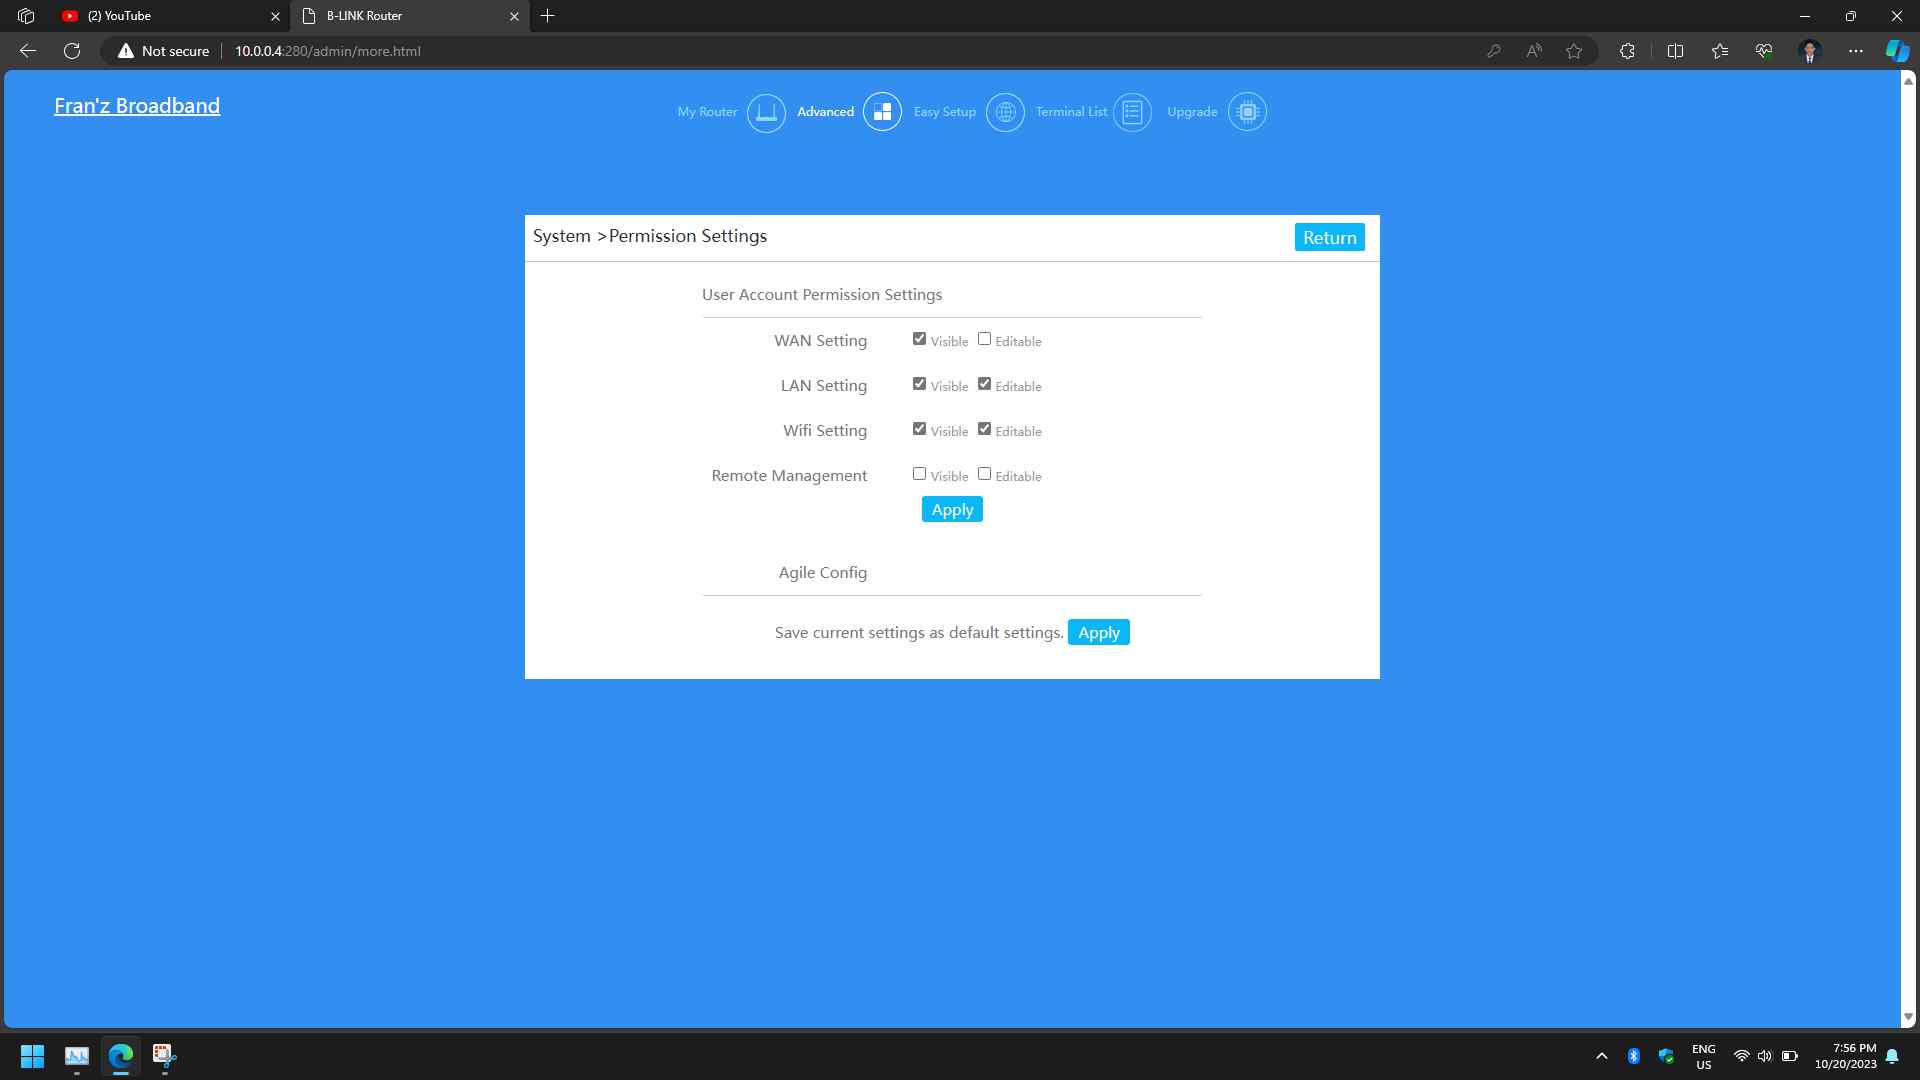 (2) YouTube
B-LINK Router
Not secure
10.0.0.4:280/admin/more.html
Fran'z Broadband
My Router
Advanced
Easy Setup
Terminal List
Upgrade
System >Permission Settings
Return
User Account Permission Settings
WAN Setting Visible Editable
LAN Setting Visible Editable
Wifi Setting Visible Editable
Remote Management Visible Editable
Apply
Agile Config
Save current settings as default settings. Apply
ENG
US
7:56 PM
10/20/2023